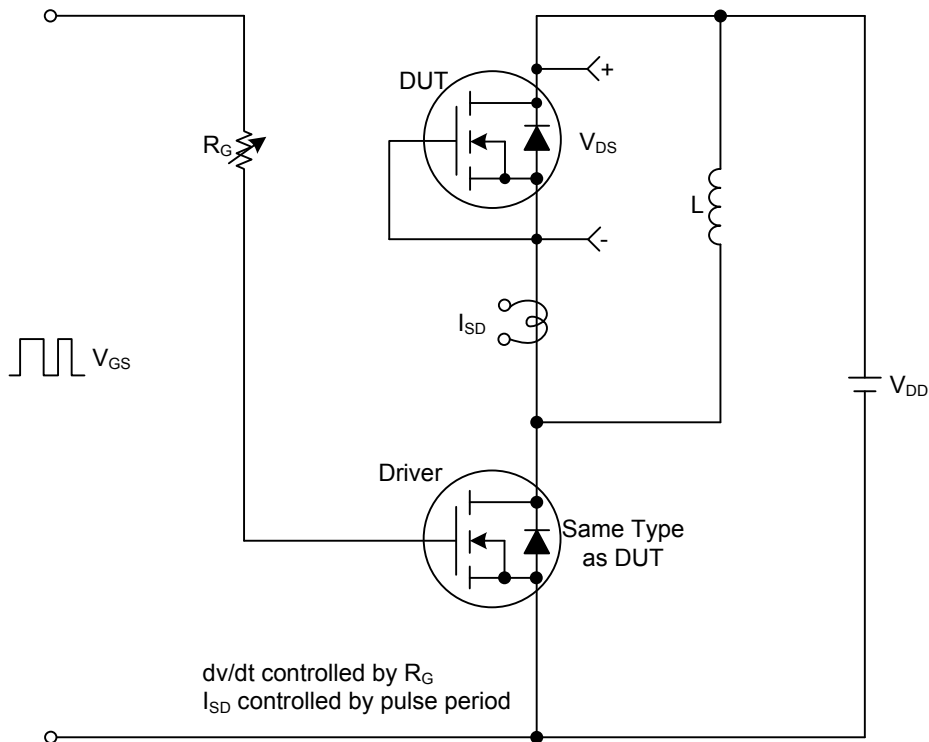 +
DUT
R_G
V_DS
L
-
I_SD
V_GS
V_DD
Driver
Same Type
as DUT
dv/dt controlled by R_G
I_SD controlled by pulse period